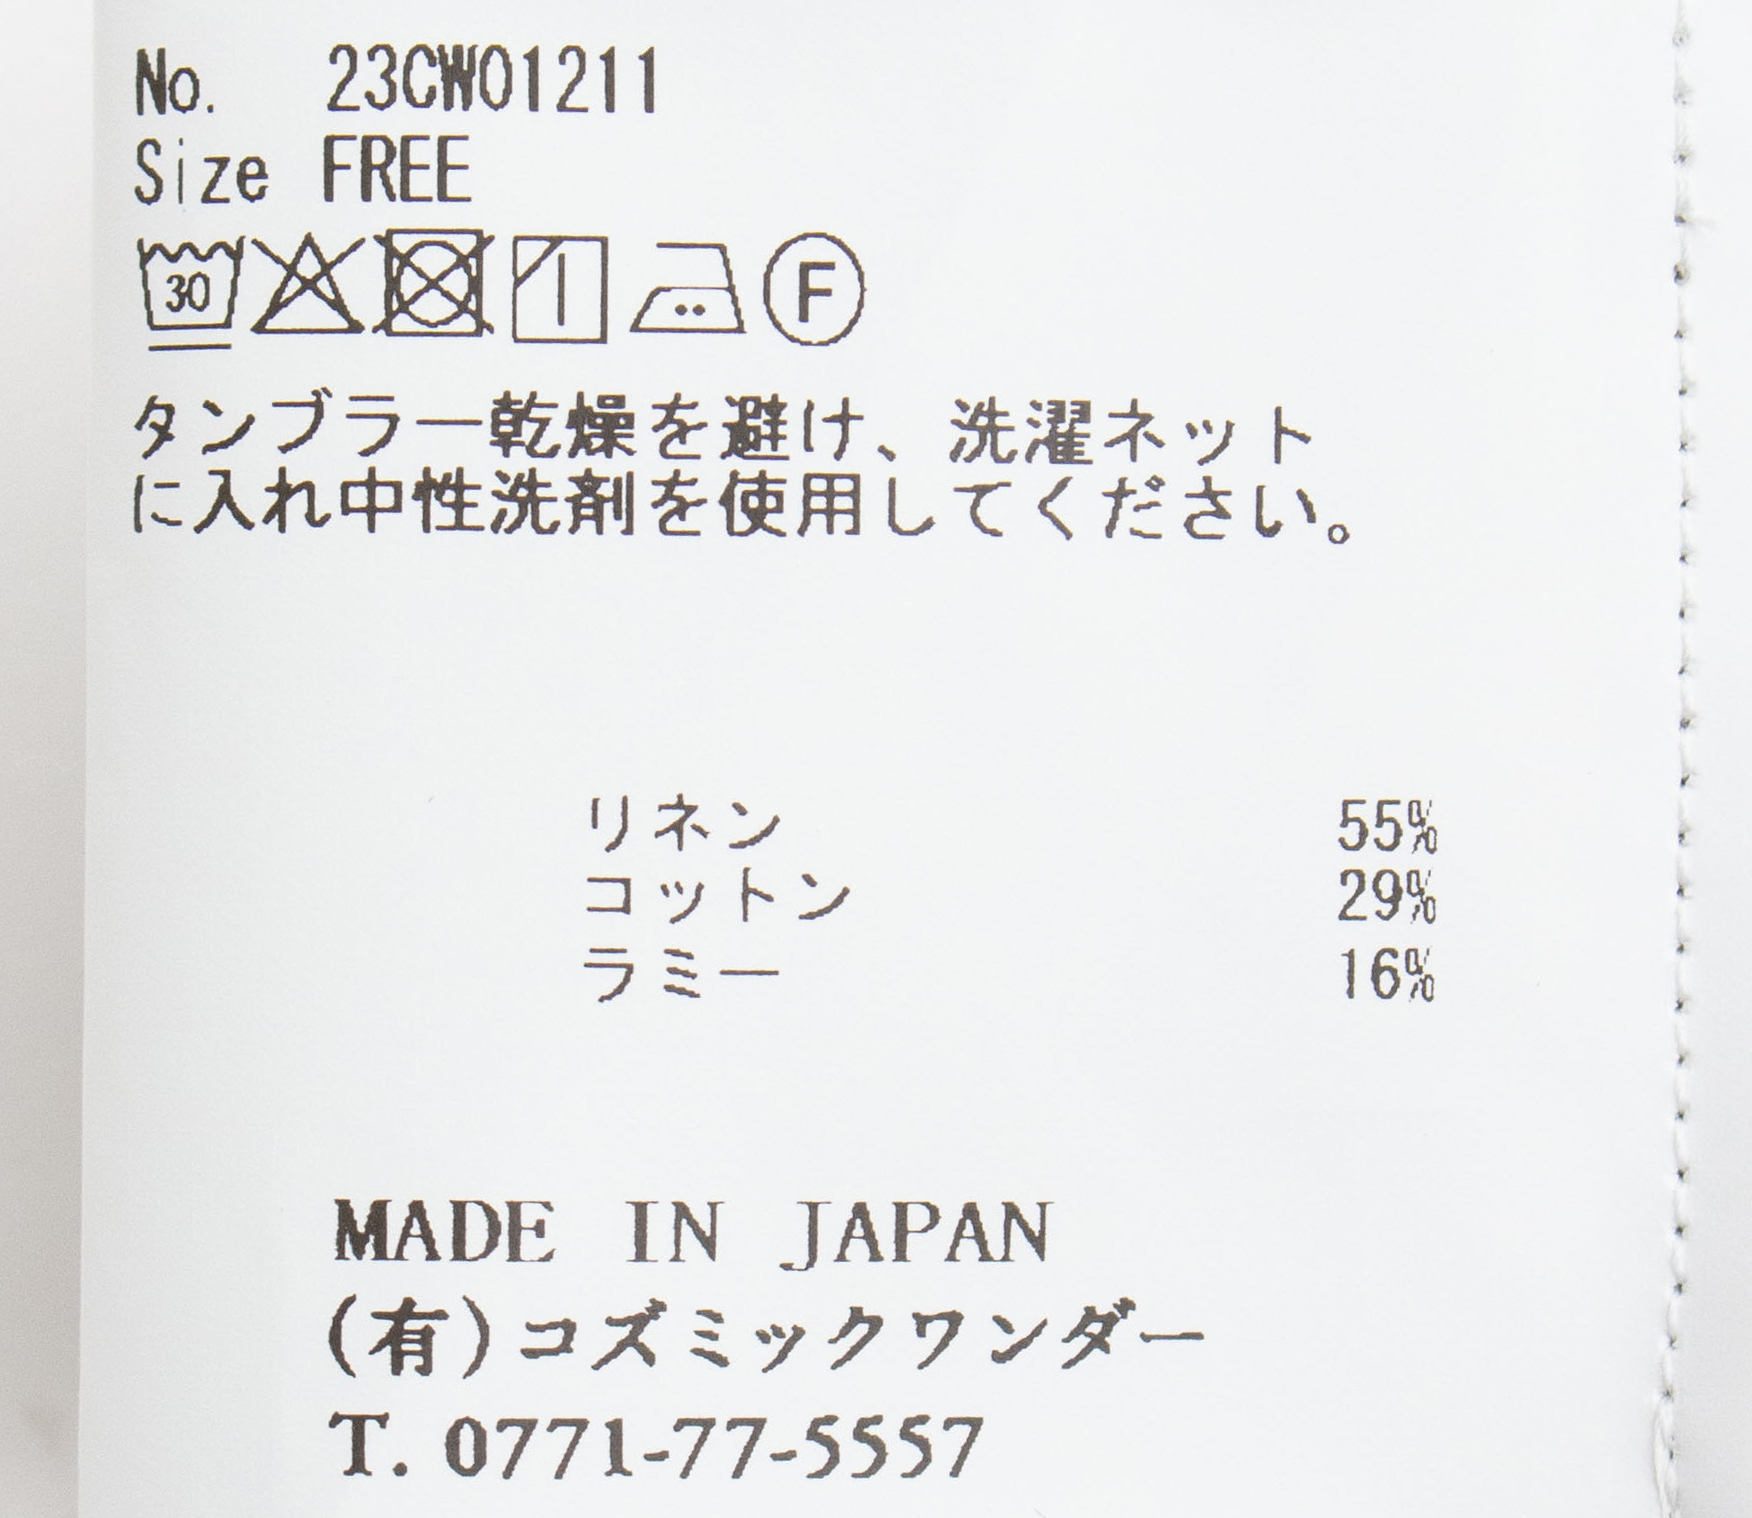 No. 23CW01211
Size FREE
30 F
タンブラー乾燥を避け、洗濯ネット
に入れ中性洗剤を使用してください。
リネン 55%
コットン 29%
ラミー 16%
MADE IN JAPAN
(有)コズミックワンダー
T. 0771-77-5557